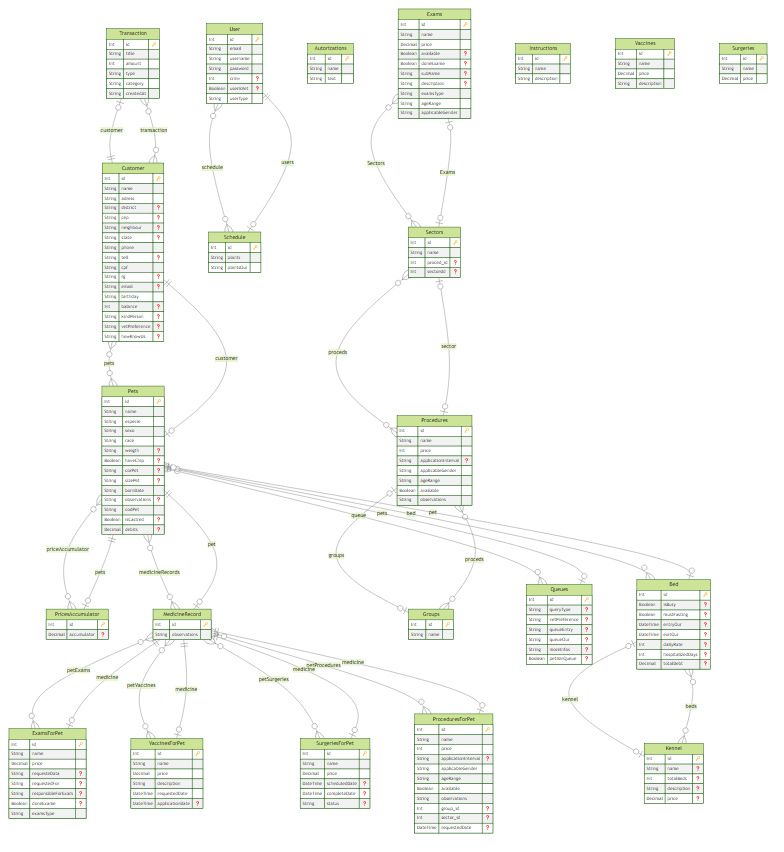 Transaction
Int id
String title
Int amount
String type
String category
String createdAt
User
Int id
String email
String username
String password
Int crmv
Boolean userIsVet
String userType
Autorizations
Int id
String name
String text
Exams
Int id
String name
Decimal price
Boolean available
Boolean doneExame
String subName
String description
String examsType
String ageRange
String applicableGender
Instructions
Int id
String name
String description
Vaccines
Int id
String name
Decimal price
String description
Surgeries
Int id
String name
Decimal price
customer
transaction
schedule
users
Sectors
Exams
Customer
Int id
String name
String adress
String district
String cep
String neighbour
String state
String phone
String tell
String cpf
String rg
String email
String birthday
Int balance
String kindPerson
String vetPreference
String howKnowUs
Schedule
Int id
String plants
String plantsOut
Sectors
Int id
String name
Int proced_id
Int sectorsId
customer
pets
proceds
sector
Pets
Int id
String name
String especie
String sexo
String race
String weigth
Boolean haveChip
String corPet
String sizePet
String bornDate
String observations
String codPet
Boolean isCastred
Decimal debits
Procedures
Int id
String name
Int price
String applicationInterval
String applicableGender
String ageRange
Boolean available
String observations
queue
pets
bed
pet
priceAccumulator
pets
medicineRecords
pet
groups
proceds
PricesAccumulator
Int id
Decimal accumulator
MedicineRecord
Int id
String observations
Groups
Int id
String name
Queues
Int id
String queryType
String vetPreference
String queueEntry
String queueOur
String moreInfos
Boolean petIsInQueue
Bed
Int id
Boolean isBusy
Boolean mustFasting
DateTime entryOur
DateTime exitOur
Int dailyRate
Int hospitalizedDays
Decimal totalDebt
petExams
medicine
petVaccines
medicine
petSurgeries
medicine
petProcedures
medicine
kennel
beds
ExamsForPet
Int id
String name
Decimal price
String requesteData
String requestedFor
String responsibleForExam
Boolean doneExame
String examsType
VaccinesForPet
Int id
String name
Decimal price
String description
DateTime requestedDate
DateTime applicationDate
SurgeriesForPet
Int id
String name
Decimal price
DateTime scheduledDate
DateTime completedDate
String status
ProceduresForPet
Int id
String name
Int price
String applicationInterval
String applicableGender
String ageRange
Boolean available
String observations
Int group_id
Int sector_id
DateTime requestedDate
Kennel
Int id
String name
Int totalBeds
String description
Decimal price